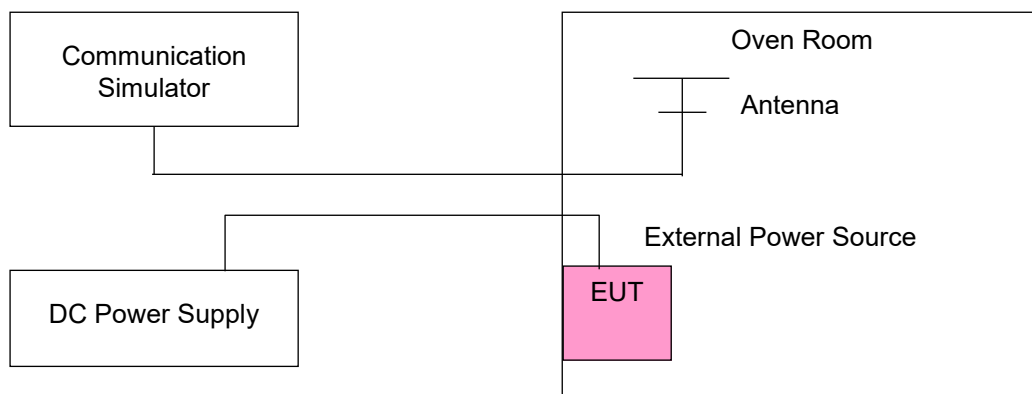 Communication
Simulator
Oven Room
Antenna
External Power Source
DC Power Supply
EUT